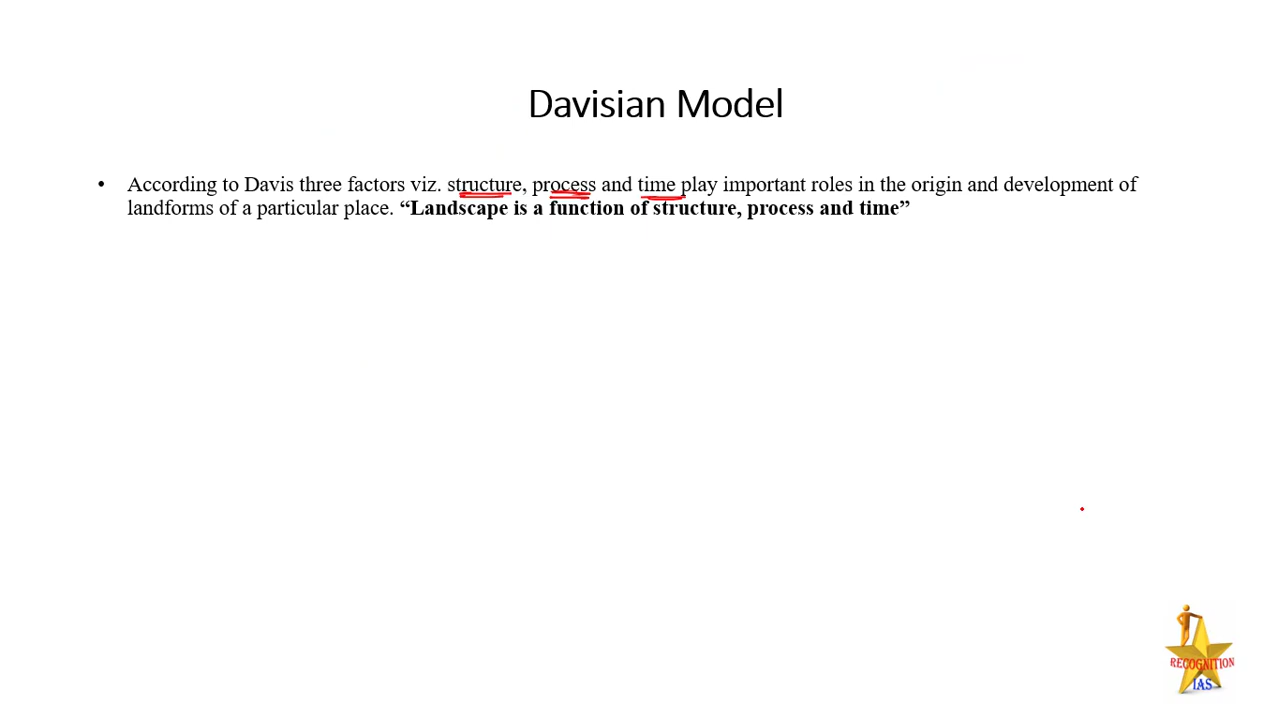 Davisian Model
• According to Davis three factors viz. structure, process and time play important roles in the origin and development of
landforms of a particular place. “Landscape is a function of structure, process and time”
RECOGNITION
IAS